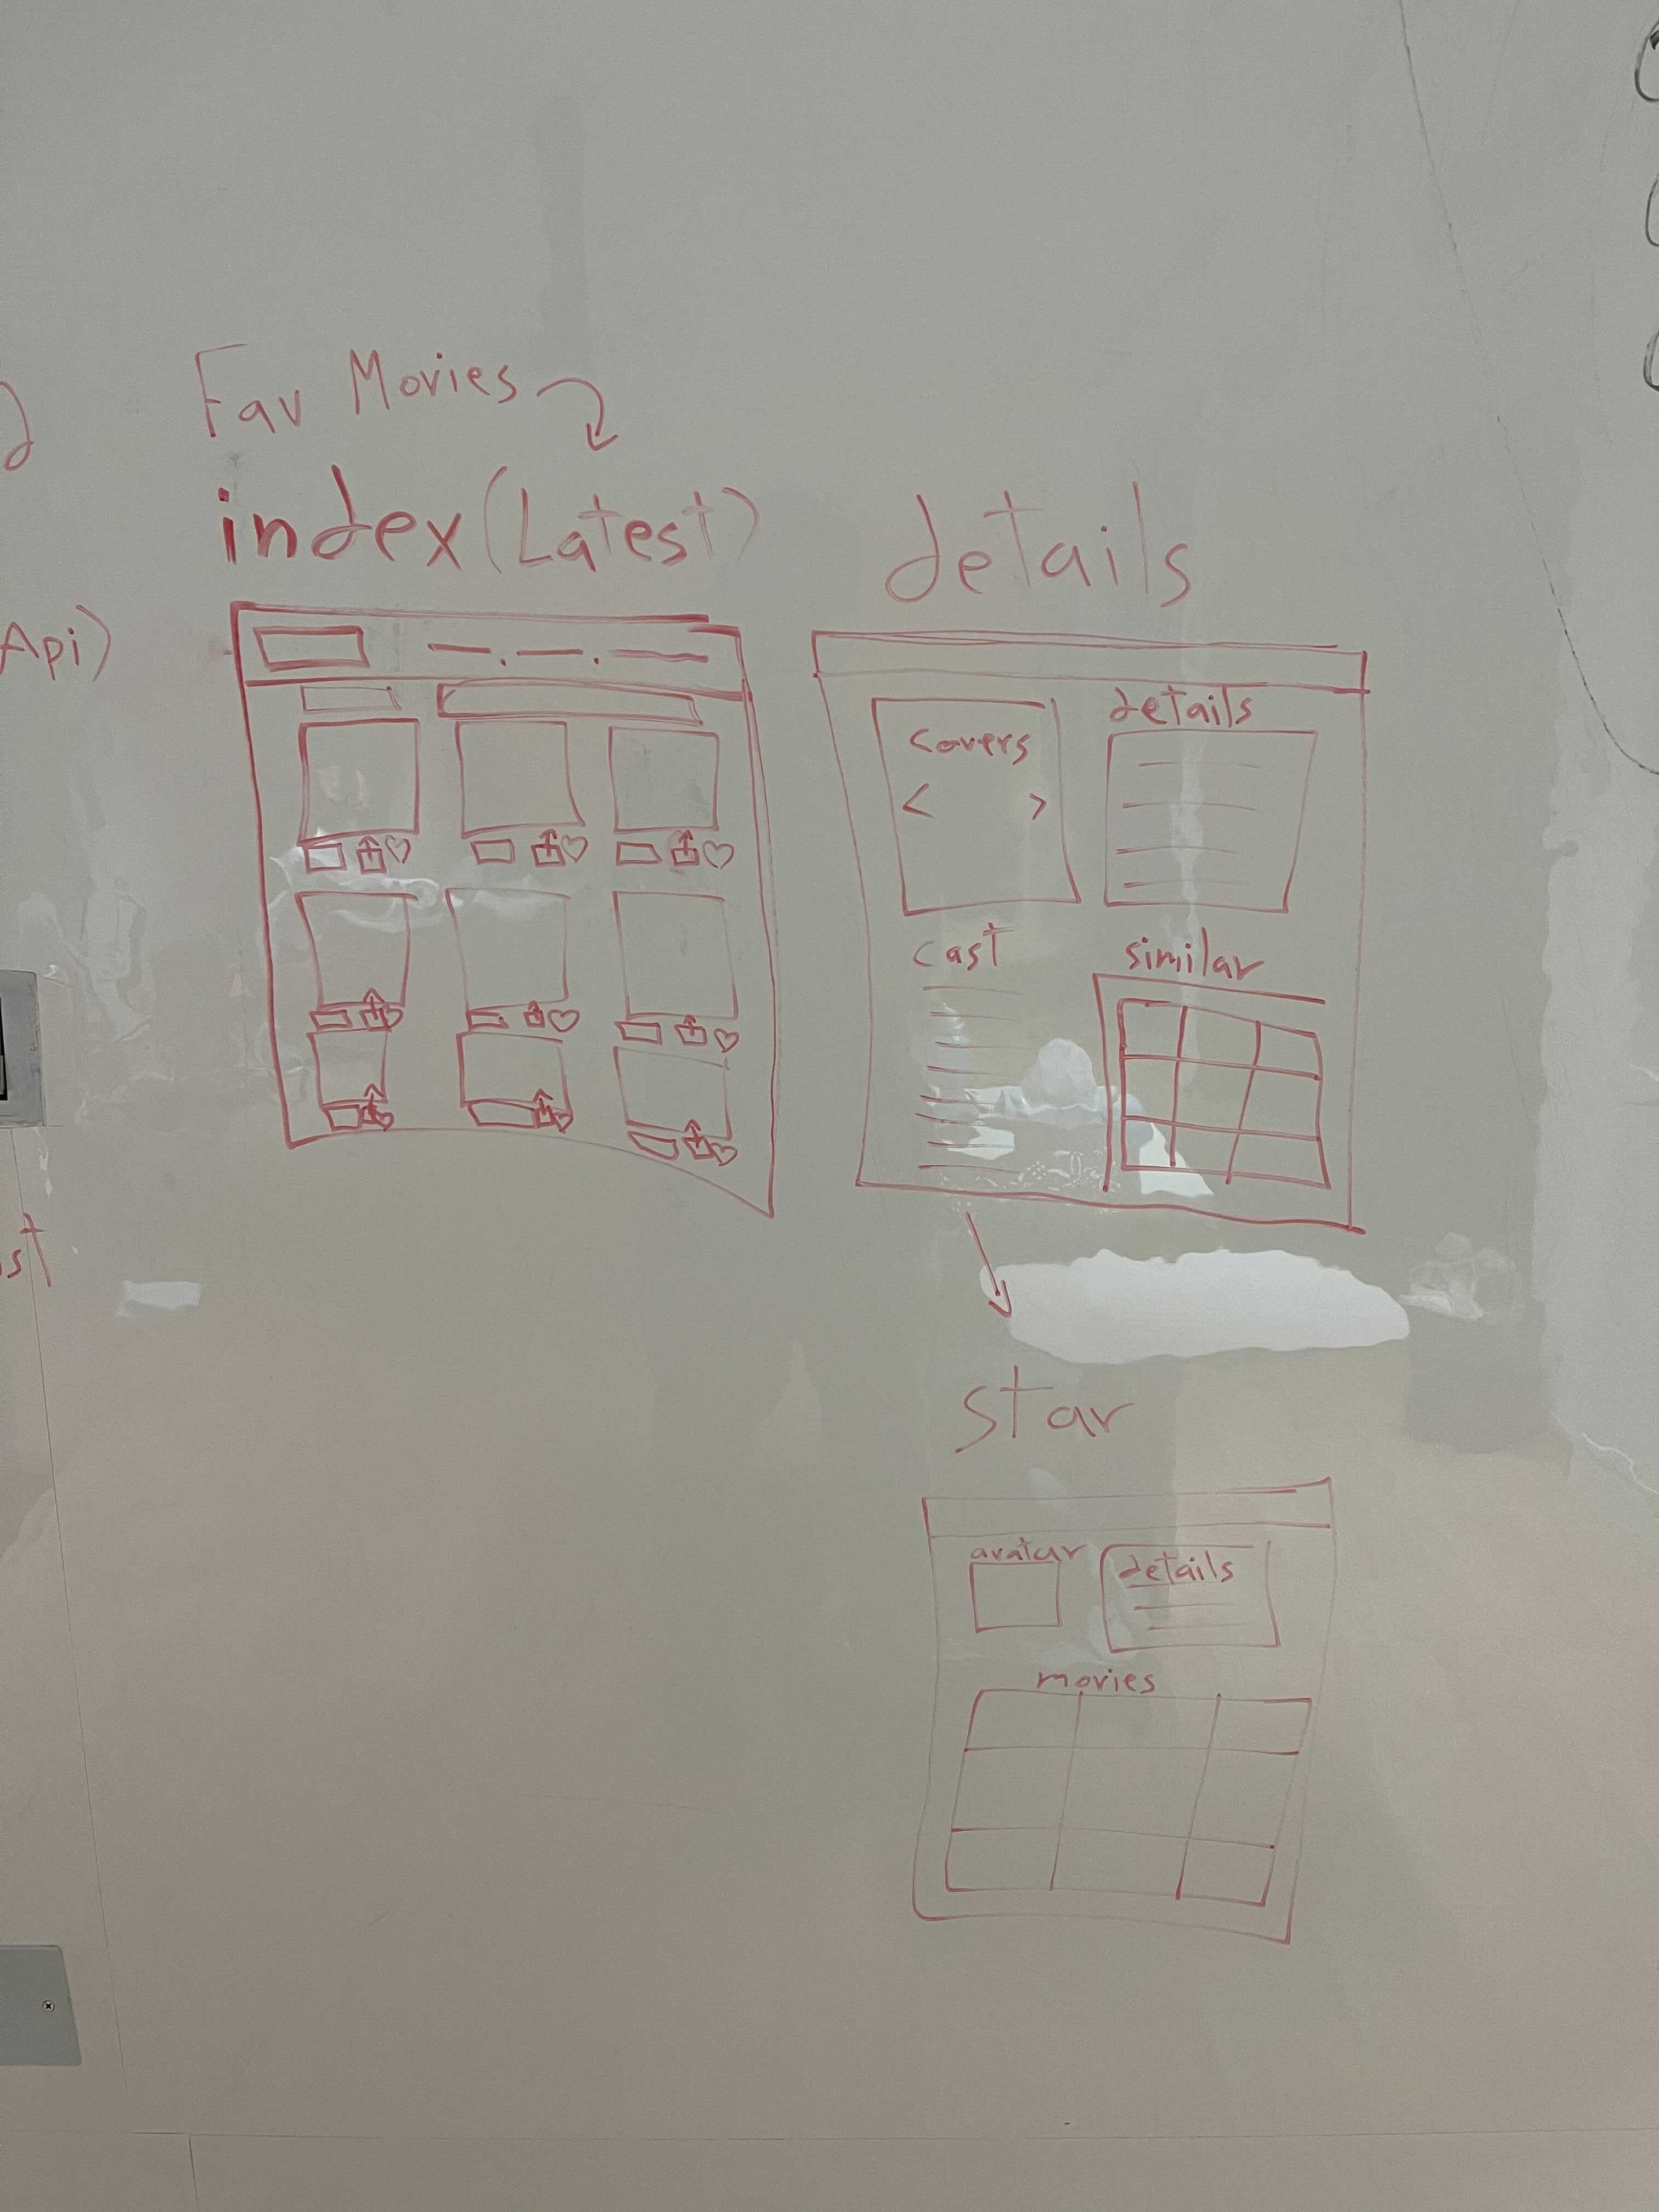 Fav Movies
index (Latest)
details
Api)
details
Covers
< >
cast
similar
st
star
avatar
details
movies